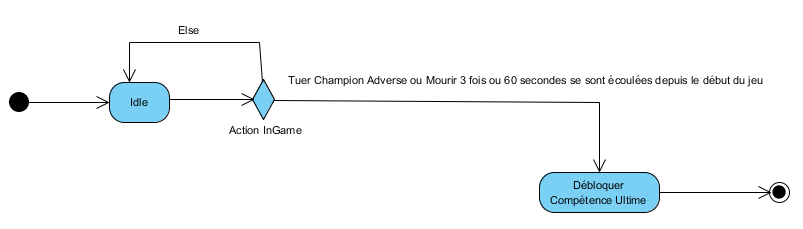 Else
Tuer Champion Adverse ou Mourir 3 fois ou 60 secondes se sont écoulées depuis le début du jeu
Idle
Action InGame
Débloquer
Compétence Ultime